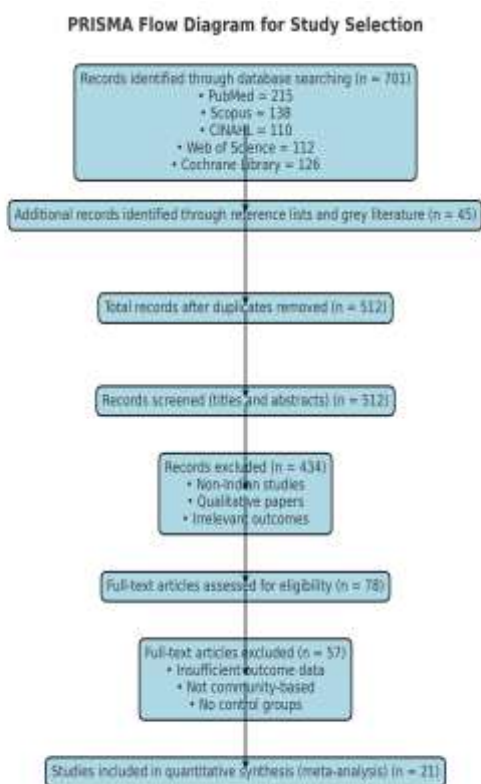 PRISMA Flow Diagram for Study Selection
Records identified through database searching (n = 701)
• PubMed = 215
• Scopus = 138
• CINAHL = 110
• Web of Science = 112
• Cochrane Library = 126
Additional records identified through reference lists and grey literature (n = 45)
Total records after duplicates removed (n = 512)
Records screened (titles and abstracts) (n = 512)
Records excluded (n = 434)
• Non-Indian studies
• Qualitative papers
• Irrelevant outcomes
Full-text articles assessed for eligibility (n = 78)
Full-text articles excluded (n = 57)
• Insufficient outcome data
• Not community-based
• No control groups
Studies included in quantitative synthesis (meta-analysis) (n = 21)